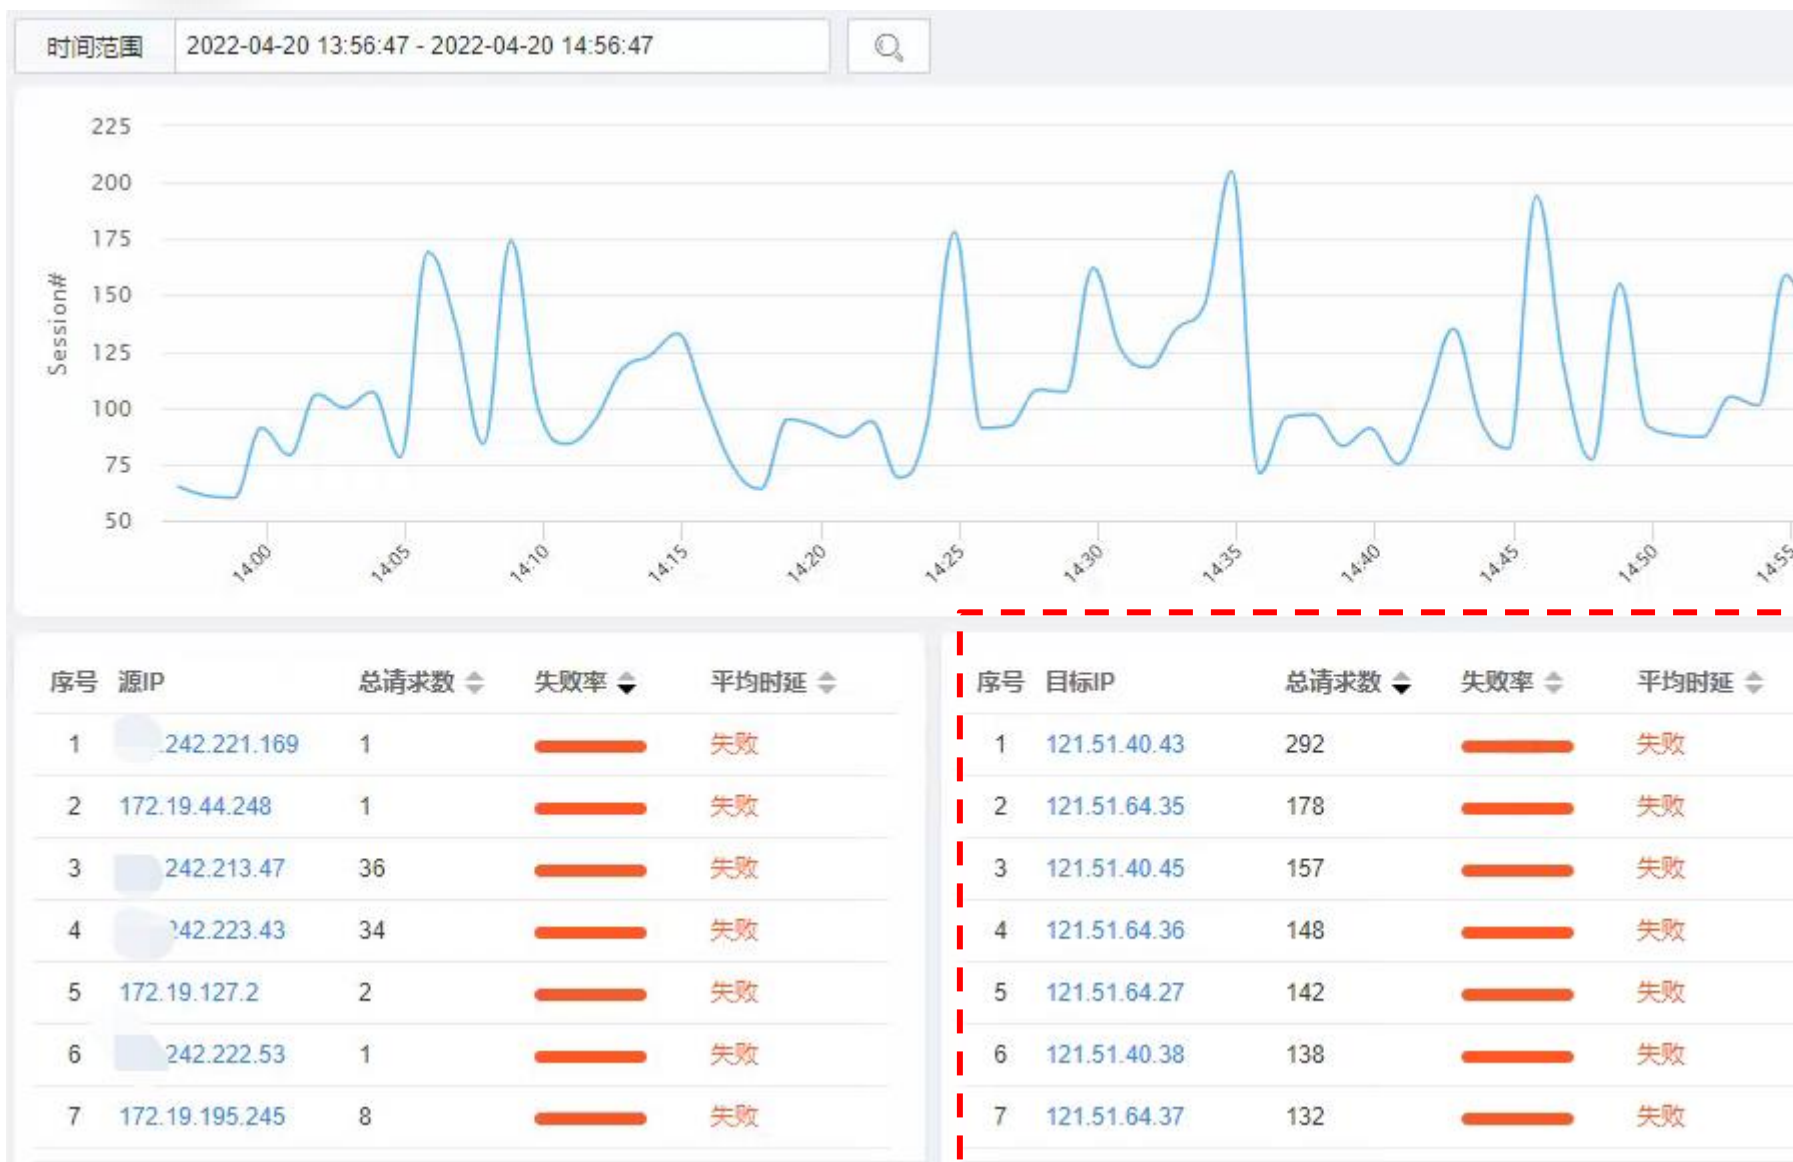 时间范围 2022-04-20 13:56:47 - 2022-04-20 14:56:47
225
200
175
150
125
100
75
50
Session#
14:00 14:05 14:10 14:15 14:20 14:25 14:30 14:35 14:40 14:45 14:50 14:55
序号 源IP 总请求数 失败率 平均时延
1 .242.221.169 1 失败
2 172.19.44.248 1 失败
3 242.213.47 36 失败
4 242.223.43 34 失败
5 172.19.127.2 2 失败
6 242.222.53 1 失败
7 172.19.195.245 8 失败
序号 目标IP 总请求数 失败率 平均时延
1 121.51.40.43 292 失败
2 121.51.64.35 178 失败
3 121.51.40.45 157 失败
4 121.51.64.36 148 失败
5 121.51.64.27 142 失败
6 121.51.40.38 138 失败
7 121.51.64.37 132 失败